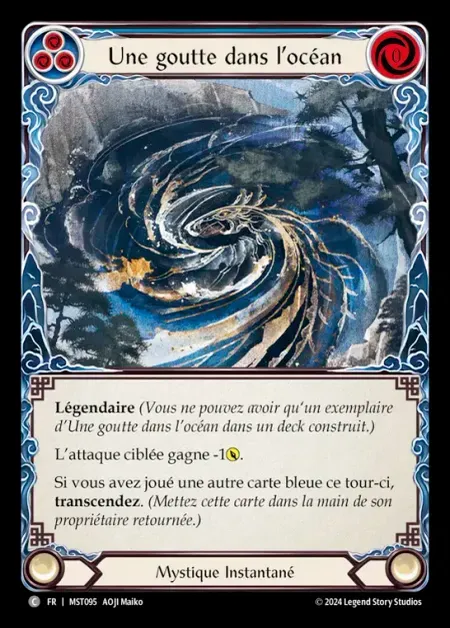 Une goutte dans l'océan
0
Légendaire (Vous ne pouvez avoir qu'un exemplaire
d'Une goutte dans l'océan dans un deck construit.)
L'attaque ciblée gagne -1.
Si vous avez joué une autre carte bleue ce tour-ci,
transcendez. (Mettez cette carte dans la main de son
propriétaire retournée.)
Mystique Instantané
C FR | MST095 AOJI Maiko
© 2024 Legend Story Studios